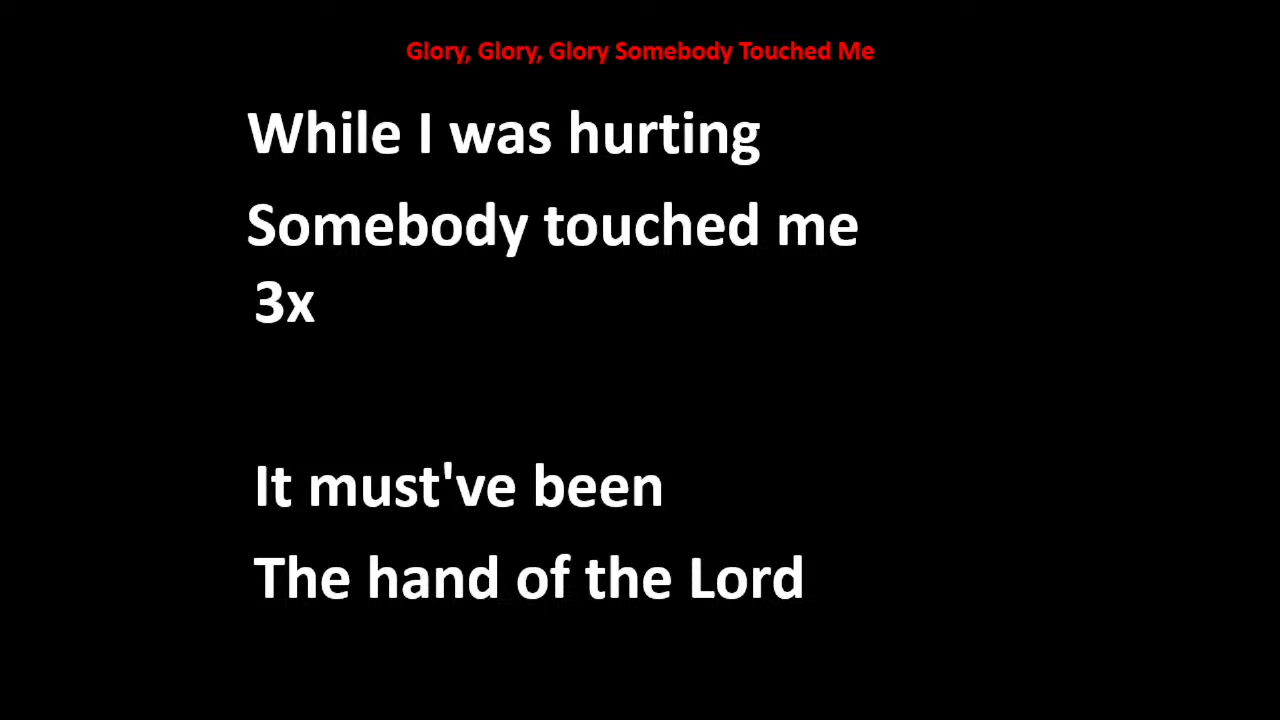 Glory, Glory, Glory Somebody Touched Me
While I was hurting
Somebody touched me
3x
It must've been
The hand of the Lord